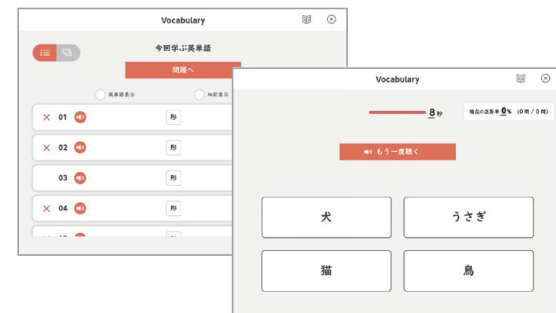 Vocabulary
今回学ぶ英単語
問題へ
英単語表示
和訳表示
01
形
02
形
03
形
04
形
Vocabulary
8秒
現在の正答率 0% (0問/0問)
もう一度聴く
犬
うさぎ
猫
鳥